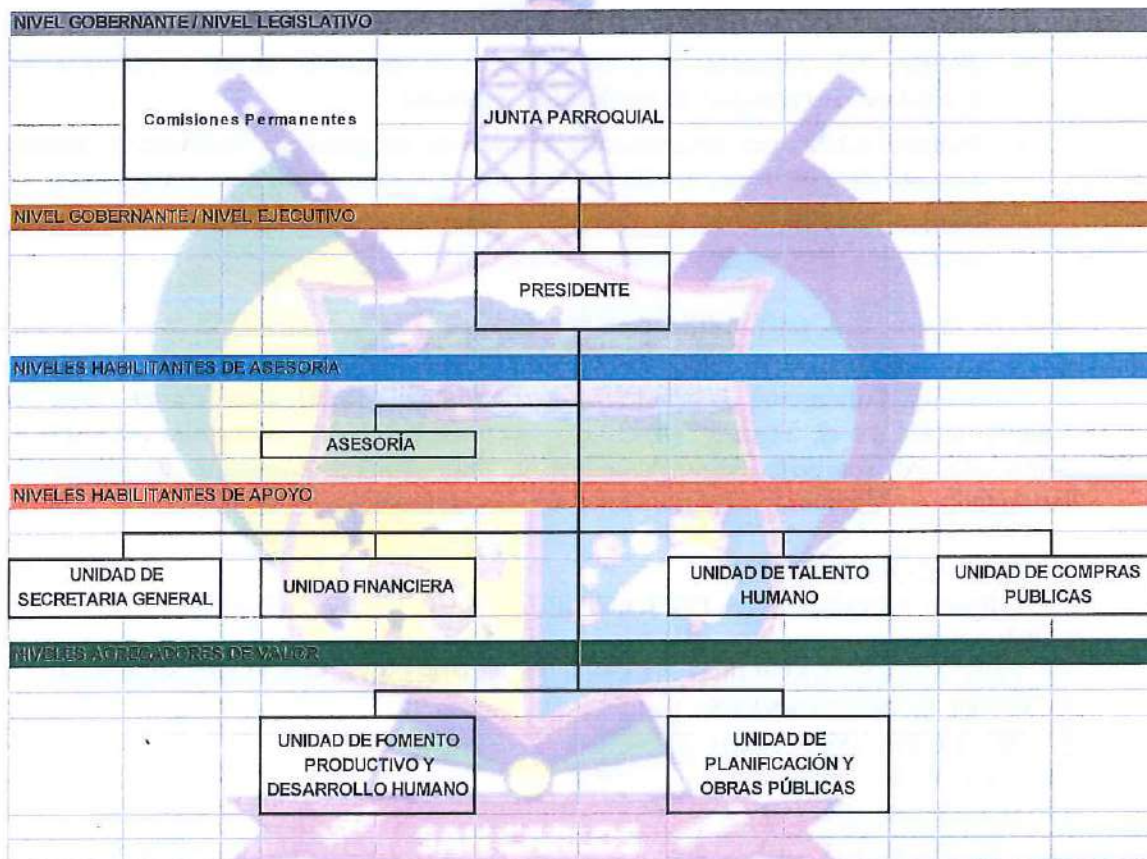 NIVEL GOBERNANTE / NIVEL LEGISLATIVO
Comisiones Permanentes
JUNTA PARROQUIAL
NIVEL GOBERNANTE / NIVEL EJECUTIVO
PRESIDENTE
NIVELES HABILITANTES DE ASESORÍA
ASESORÍA
NIVELES HABILITANTES DE APOYO
UNIDAD DE
SECRETARIA GENERAL
UNIDAD FINANCIERA
UNIDAD DE TALENTO
HUMANO
UNIDAD DE COMPRAS
PUBLICAS
NIVELES AGREGADORES DE VALOR
UNIDAD DE FOMENTO
PRODUCTIVO Y
DESARROLLO HUMANO
UNIDAD DE
PLANIFICACIÓN Y
OBRAS PÚBLICAS